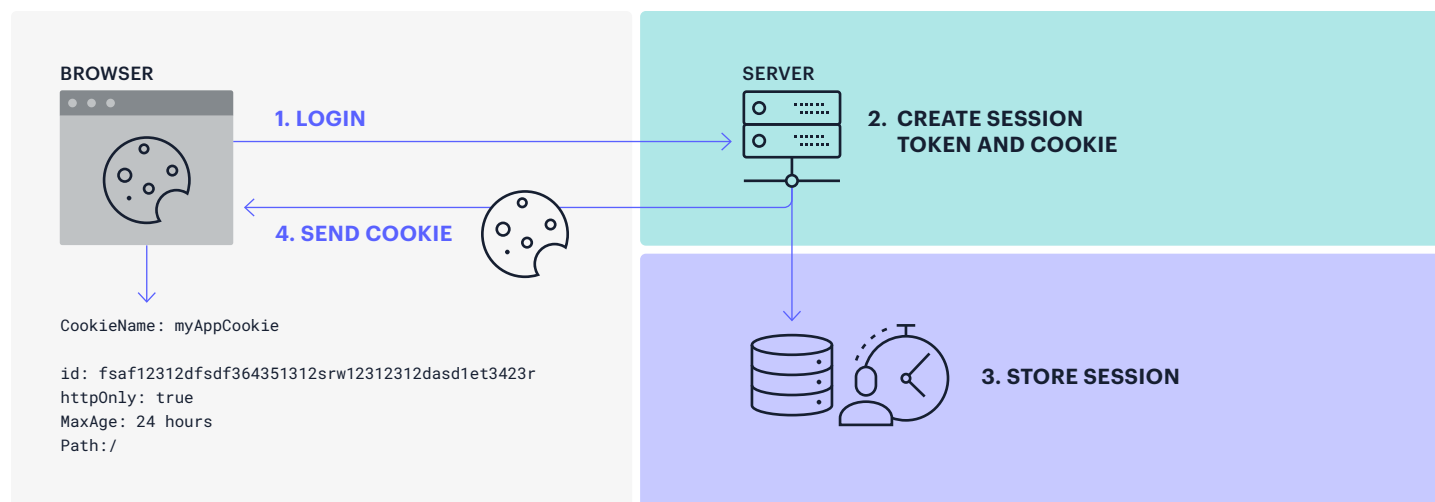 BROWSER
1. LOGIN
4. SEND COOKIE
CookieName: myAppCookie
id: fsaf12312dfsdf364351312srw12312312dasd1et3423r
httpOnly: true
MaxAge: 24 hours
Path:/
SERVER
2. CREATE SESSION
TOKEN AND COOKIE
3. STORE SESSION